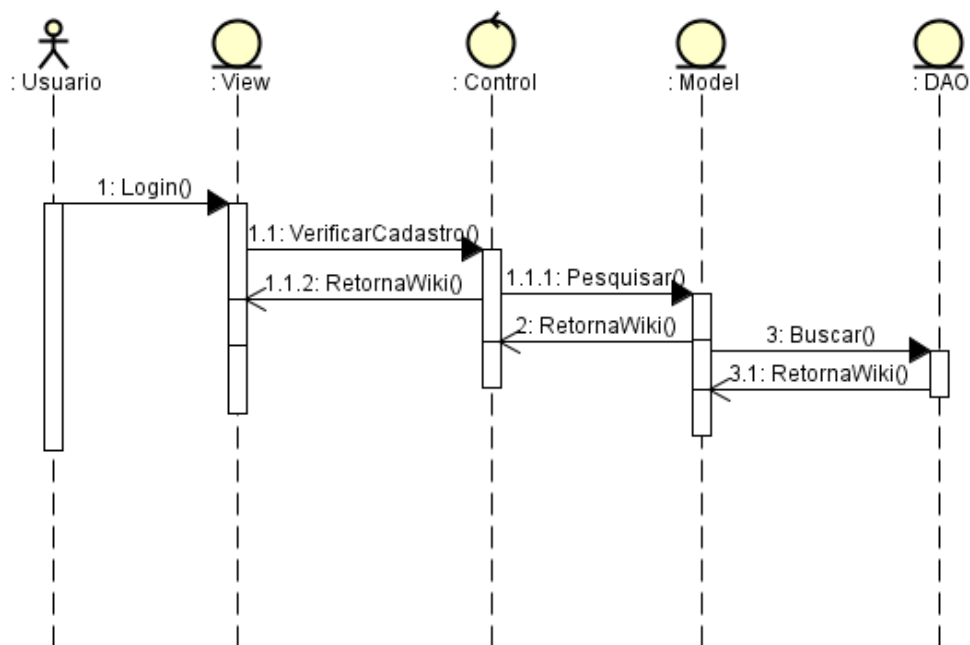 : Usuario
: View
: Control
: Model
: DAO
1: Login()
1.1: VerificarCadastro()
1.1.2: RetornaWiki()
1.1.1: Pesquisar()
2: RetornaWiki()
3: Buscar()
3.1: RetornaWiki()